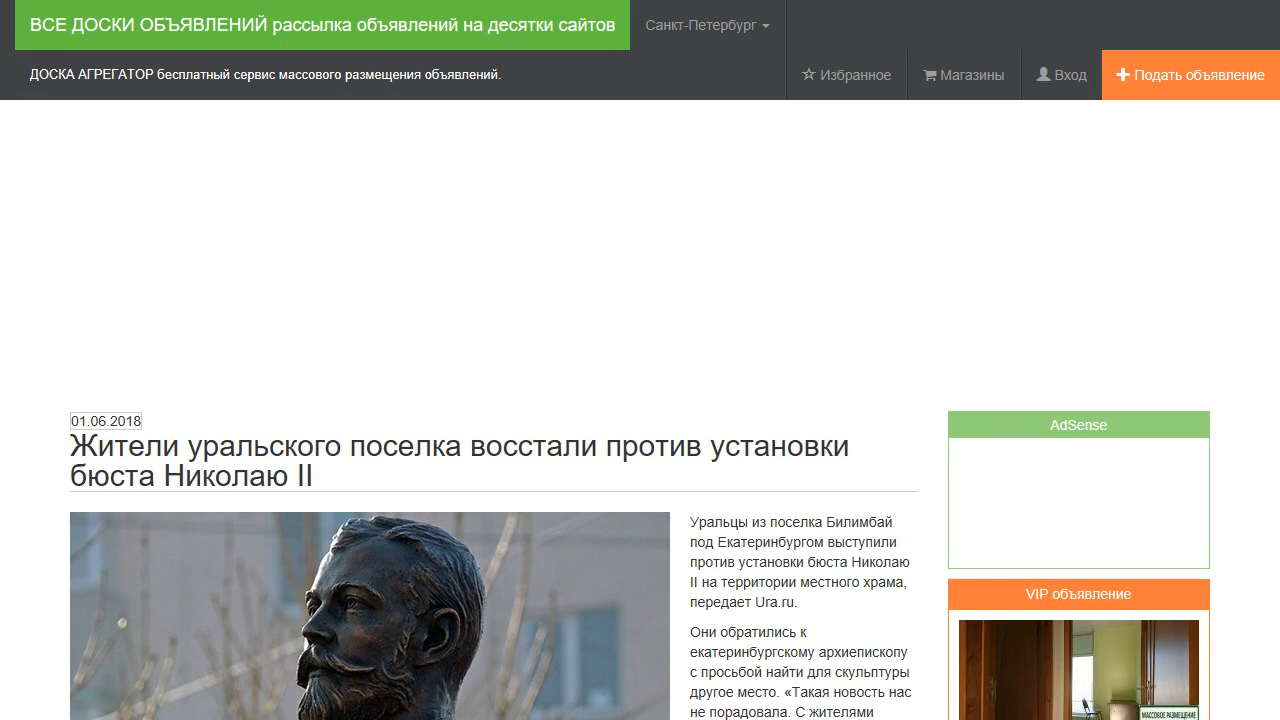 ВСЕ ДОСКИ ОБЪЯВЛЕНИЙ рассылка объявлений на десятки сайтов
Санкт-Петербург
ДОСКА АГРЕГАТОР бесплатный сервис массового размещения объявлений.
Избранное
Магазины
Вход
Подать объявление
01.06.2018
Жители уральского поселка восстали против установки
бюста Николаю II
Уральцы из поселка Билимбай
под Екатеринбургом выступили
против установки бюста Николаю
II на территории местного храма,
передает Ura.ru.
Они обратились к
екатеринбургскому архиепископу
с просьбой найти для скульптуры
другое место. «Такая новость нас
не порадовала. С жителями
AdSense
VIP объявление
МАССОВОЕ РАЗМЕЩЕНИЕ